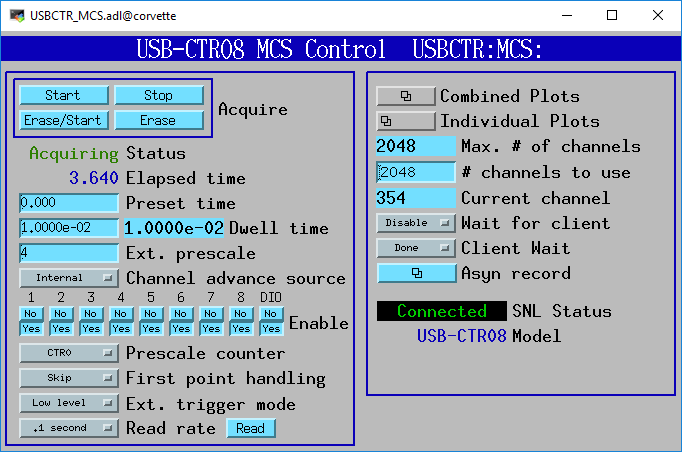 USBCTR_MCS.adl@corvette
USB-CTR08 MCS Control USBCTR:MCS:
Start Stop
Erase/Start Erase
Acquire
Acquiring Status
3.640 Elapsed time
0.000 Preset time
1.0000e-02 1.0000e-02 Dwell time
4 Ext. prescale
Internal Channel advance source
1 2 3 4 5 6 7 8 DIO
No No No No No No No No No
Yes Yes Yes Yes Yes Yes Yes Yes Yes
Enable
CTR0 Prescale counter
Skip First point handling
Low level Ext. trigger mode
.1 second Read rate Read
Combined Plots
Individual Plots
2048 Max. # of channels
2048 # channels to use
354 Current channel
Disable Wait for client
Done Client Wait
Asyn record
Connected SNL Status
USB-CTR08 Model